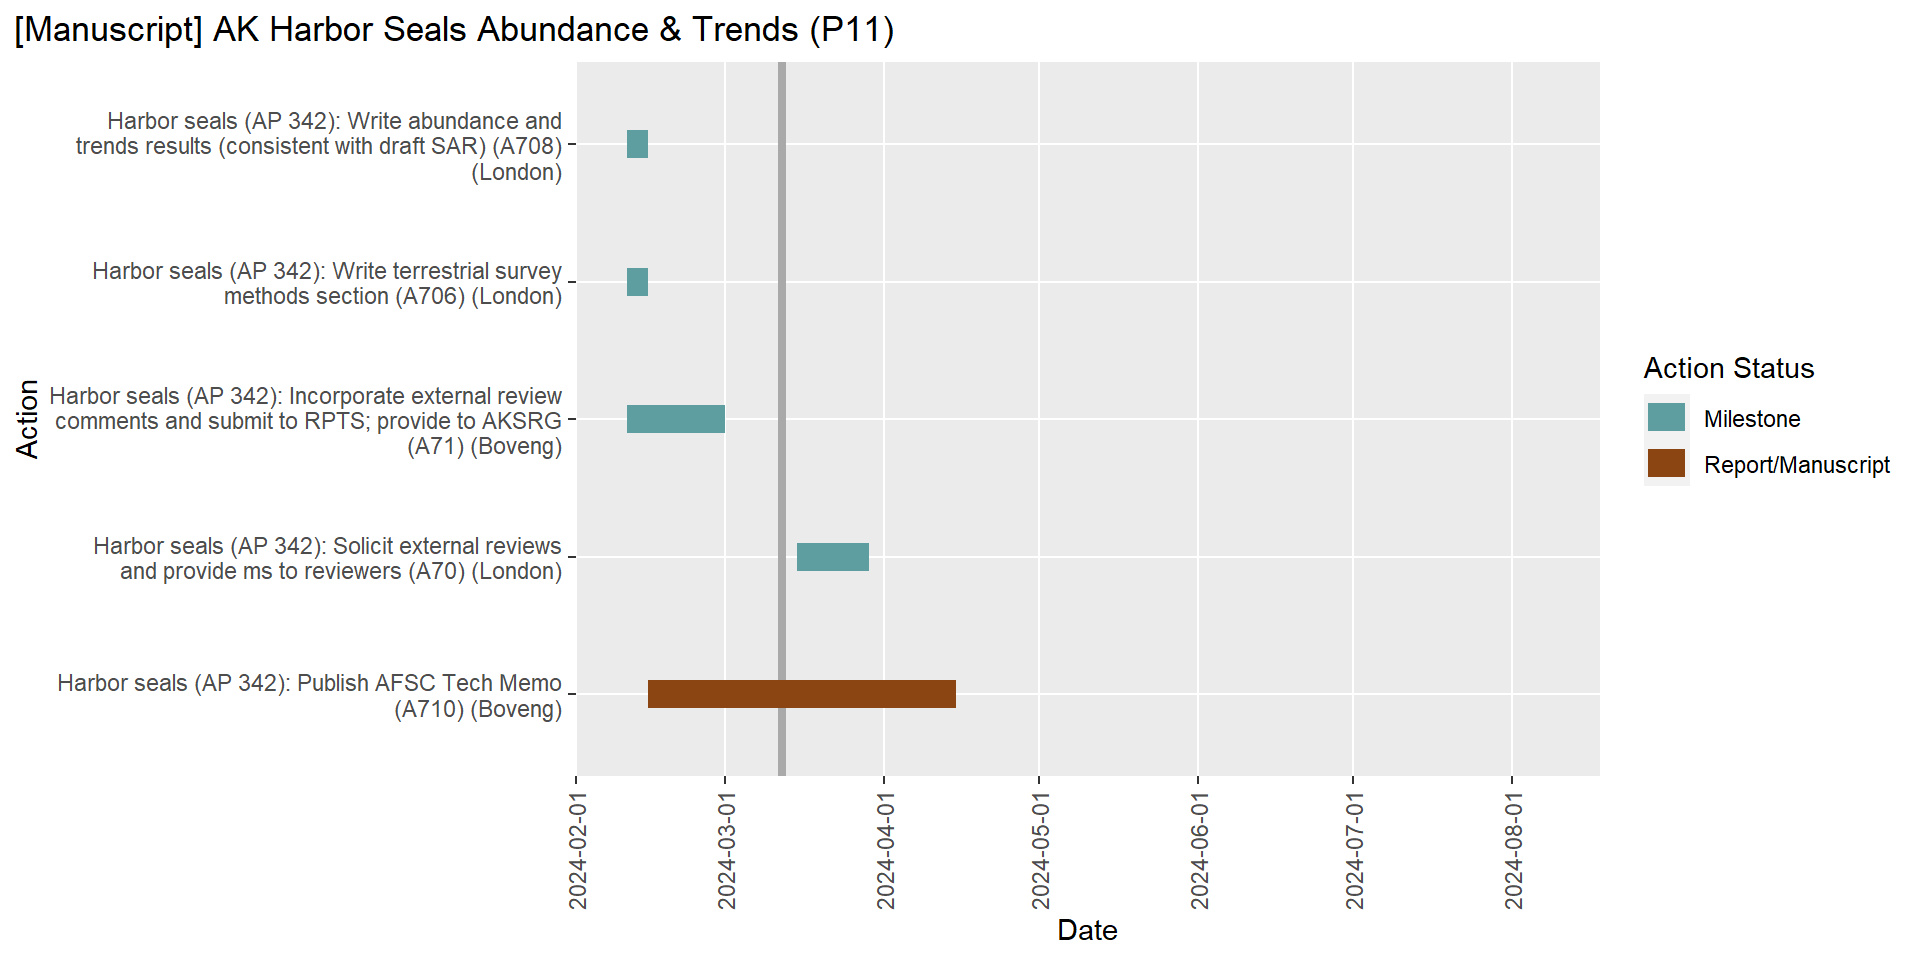 [Manuscript] AK Harbor Seals Abundance & Trends (P11)
Harbor seals (AP 342): Write abundance and
trends results (consistent with draft SAR) (A708)
(London)
Harbor seals (AP 342): Write terrestrial survey
methods section (A706) (London)
Harbor seals (AP 342): Incorporate external review
comments and submit to RPTS; provide to AKSRG
(A71) (Boveng)
Harbor seals (AP 342): Solicit external reviews
and provide ms to reviewers (A70) (London)
Harbor seals (AP 342): Publish AFSC Tech Memo
(A710) (Boveng)
Action
2024-02-01
2024-03-01
2024-04-01
2024-05-01
2024-06-01
2024-07-01
2024-08-01
Date
Action Status
Milestone
Report/Manuscript